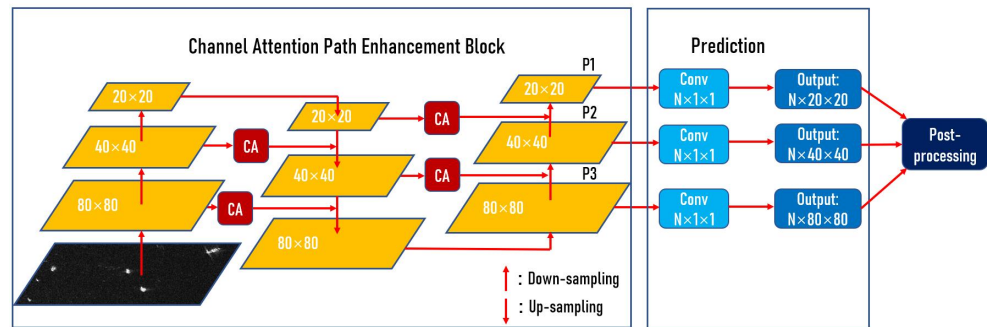 Channel Attention Path Enhancement Block
Prediction
P1
20×20
20×20
20×20
CA
P2
40×40
CA
40×40
CA
40×40
P3
80×80
CA
80×80
80×80
Conv
N×1×1
Output:
N×20×20
Conv
N×1×1
Output:
N×40×40
Conv
N×1×1
Output:
N×80×80
Post-
processing
: Down-sampling
: Up-sampling